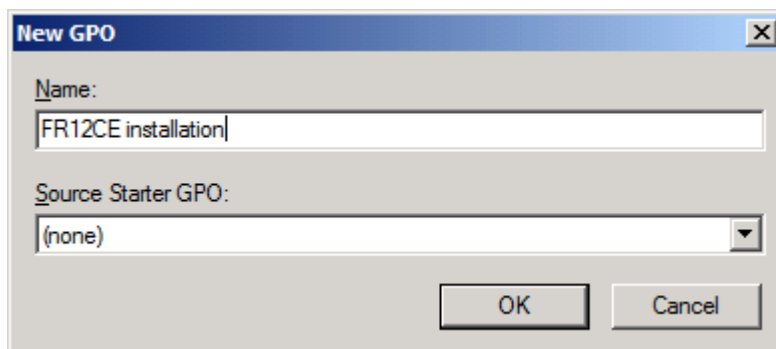 New GPO
Name:
FR12CE installation
Source Starter GPO:
(none)
OK Cancel